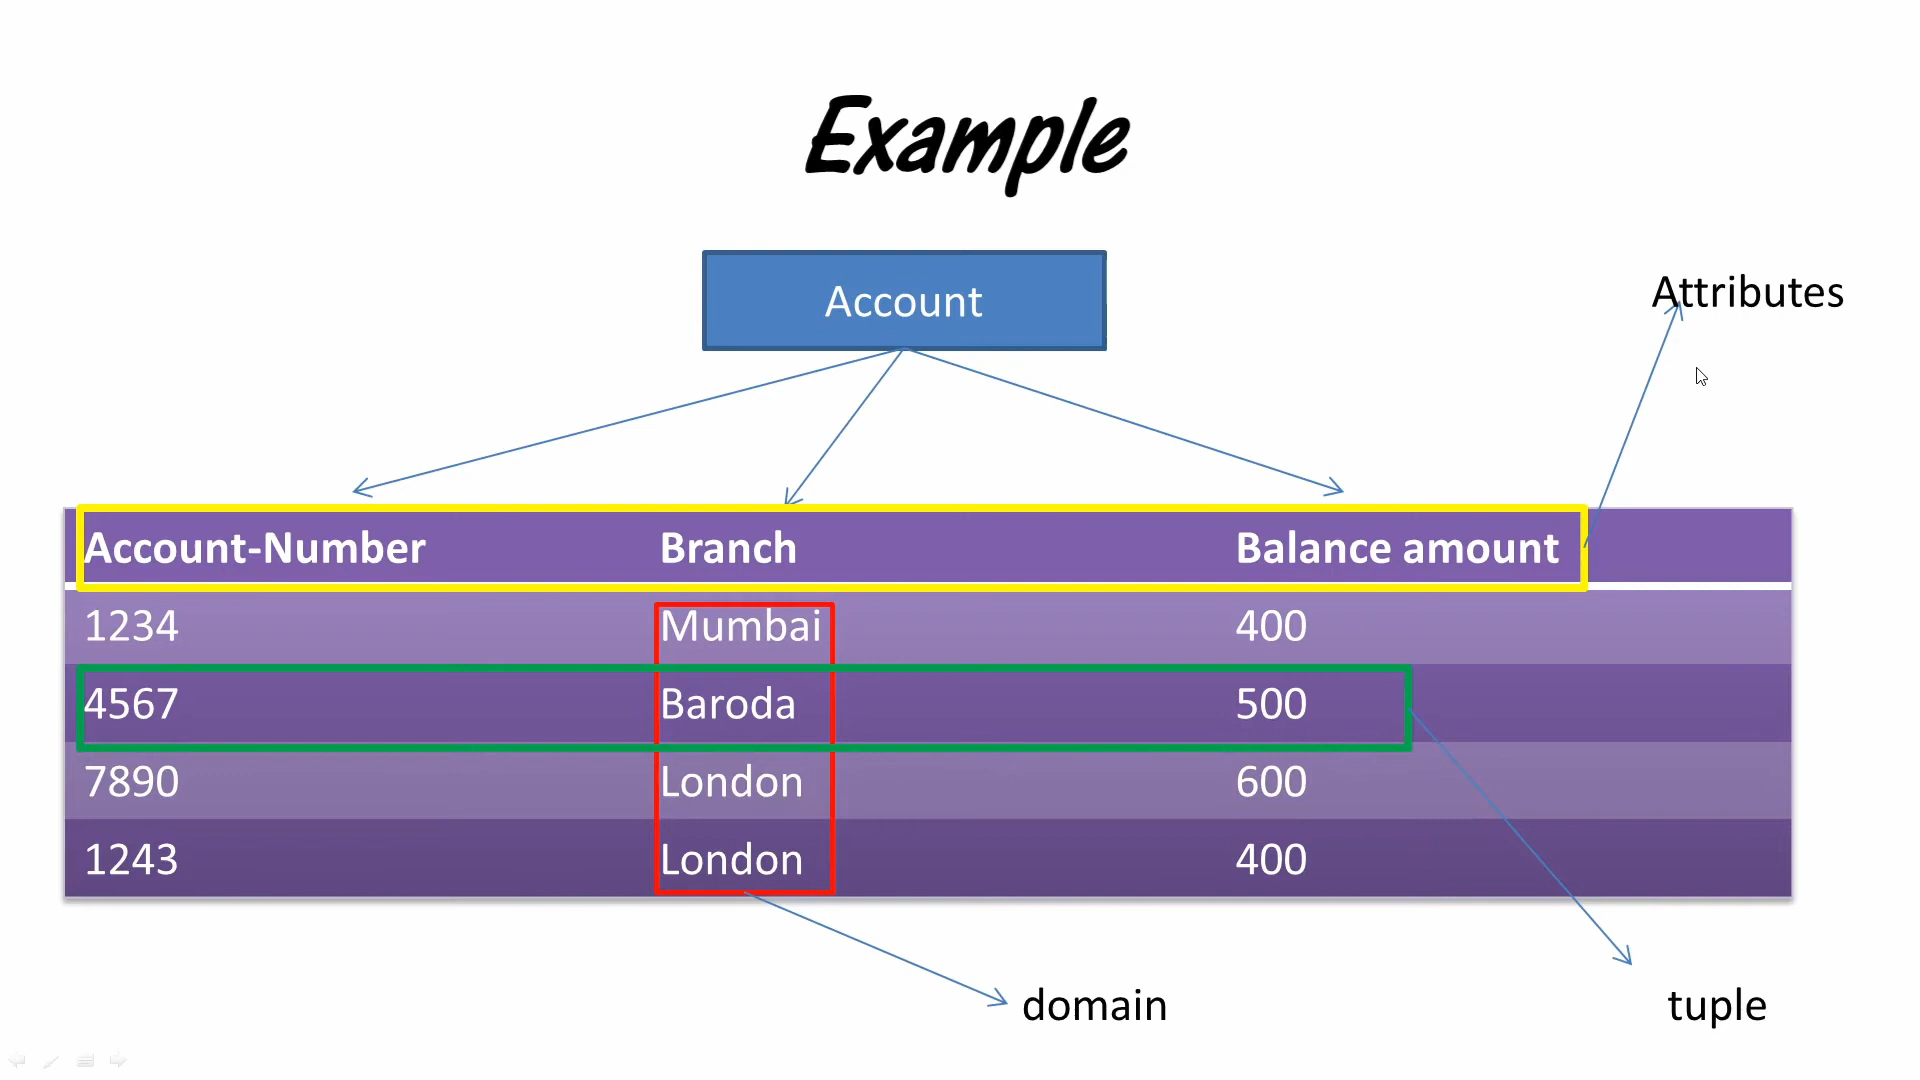 Example
Account
Attributes
Account-Number Branch Balance amount
1234 Mumbai 400
4567 Baroda 500
7890 London 600
1243 London 400
domain
tuple